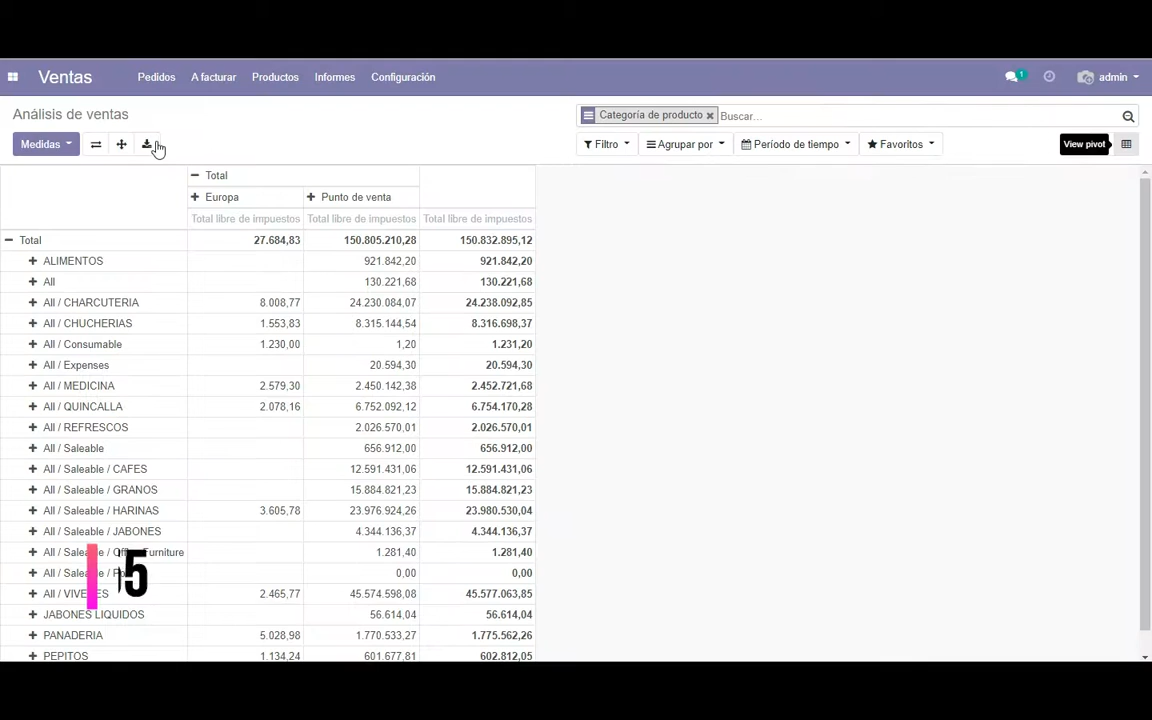 Ventas Pedidos A facturar Productos Informes Configuración 1 admin
Análisis de ventas Categoría de producto Buscar...
Medidas Filtro Agrupar por Período de tiempo Favoritos View pivot
Total
Europa Punto de venta
Total libre de impuestos Total libre de impuestos Total libre de impuestos
Total 27.684,83 150.805.210,28 150.832.895,12
ALIMENTOS 921.842,20 921.842,20
All 130.221,68 130.221,68
All / CHARCUTERIA 8.008,77 24.230.084,07 24.238.092,85
All / CHUCHERIAS 1.553,83 8.315.144,54 8.316.698,37
All / Consumable 1.230,00 1,20 1.231,20
All / Expenses 20.594,30 20.594,30
All / MEDICINA 2.579,30 2.450.142,38 2.452.721,68
All / QUINCALLA 2.078,16 6.752.092,12 6.754.170,28
All / REFRESCOS 2.026.570,01 2.026.570,01
All / Saleable 656.912,00 656.912,00
All / Saleable / CAFES 12.591.431,06 12.591.431,06
All / Saleable / GRANOS 15.884.821,23 15.884.821,23
All / Saleable / HARINAS 3.605,78 23.976.924,26 23.980.530,04
All / Saleable / JABONES 4.344.136,37 4.344.136,37
All / Saleable / Office Furniture 1.281,40 1.281,40
All / Saleable / 0,00 0,00
5
All / VIVERES 2.465,77 45.574.598,08 45.577.063,85
JABONES LIQUIDOS 56.614,04 56.614,04
PANADERIA 5.028,98 1.770.533,27 1.775.562,26
PEPITOS 1.134,24 601.677,81 602.812,05